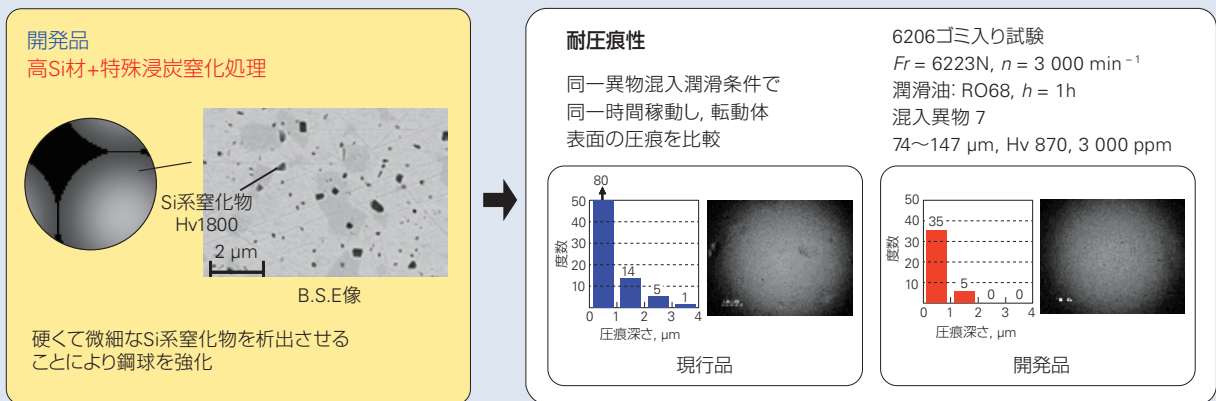 開発品
高Si材+特殊浸炭窒化処理
Si系窒化物
Hv1800
2 μm
B.S.E像
硬くて微細なSi系窒化物を析出させる
ことにより鋼球を強化
耐圧痕性
同一異物混入潤滑条件で
同一時間稼動し, 転動体
表面の圧痕を比較
6206ゴミ入り試験
Fr = 6223N, n = 3 000 min⁻¹
潤滑油: RO68, h = 1h
混入異物 7
74〜147 μm, Hv 870, 3 000 ppm
80
50
40
30
20
10
度数
14
5
1
0 1 2 3 4
圧痕深さ, μm
現行品
50
40
30
20
10
度数
35
5
0
0
0 1 2 3 4
圧痕深さ, μm
開発品